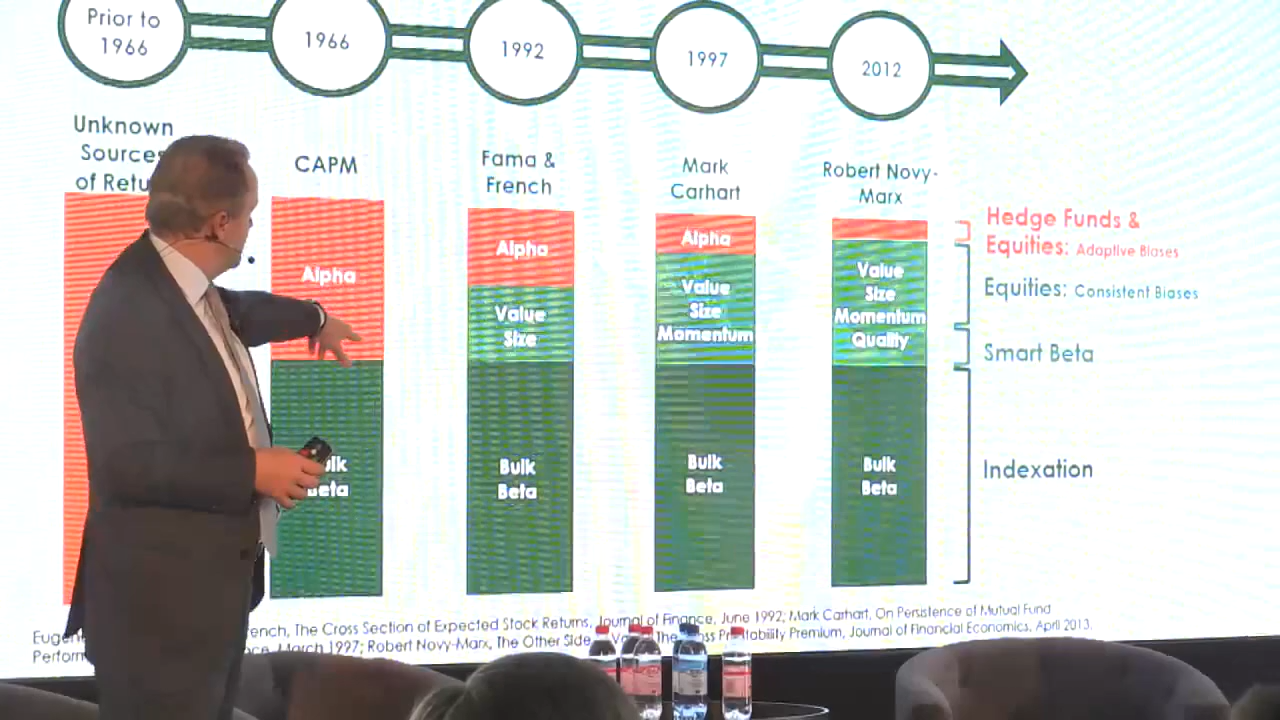 Prior to
1966
1966
1992
1997
2012
Unknown
Sources
of Retu
CAPM
Fama &
French
Mark
Carhart
Robert Novy-
Marx
Alpha
Bulk
Beta
Alpha
Value
Size
Bulk
Beta
Alpha
Value
Size
Momentum
Bulk
Beta
Value
Size
Momentum
Quality
Bulk
Beta
Hedge Funds &
Equities: Adaptive Biases
Equities: Consistent Biases
Smart Beta
Indexation
French, The Cross Section of Expected Stock Returns, Journal of Finance, June 1992; Mark Carhart, On Persistence of Mutual Fund
March 1997; Robert Novy-Marx, The Other Side Premium, Journal of Financial Economics, April 2013.